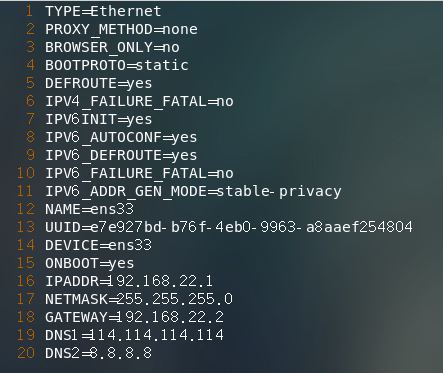 1 TYPE=Ethernet
2 PROXY_METHOD=none
3 BROWSER_ONLY=no
4 BOOTPROTO=static
5 DEFROUTE=yes
6 IPV4_FAILURE_FATAL=no
7 IPV6INIT=yes
8 IPV6_AUTOCONF=yes
9 IPV6_DEFROUTE=yes
10 IPV6_FAILURE_FATAL=no
11 IPV6_ADDR_GEN_MODE=stable-privacy
12 NAME=ens33
13 UUID=e7e927bd-b76f-4eb0-9963-a8aaef254804
14 DEVICE=ens33
15 ONBOOT=yes
16 IPADDR=192.168.22.1
17 NETMASK=255.255.255.0
18 GATEWAY=192.168.22.2
19 DNS1=114.114.114.114
20 DNS2=8.8.8.8